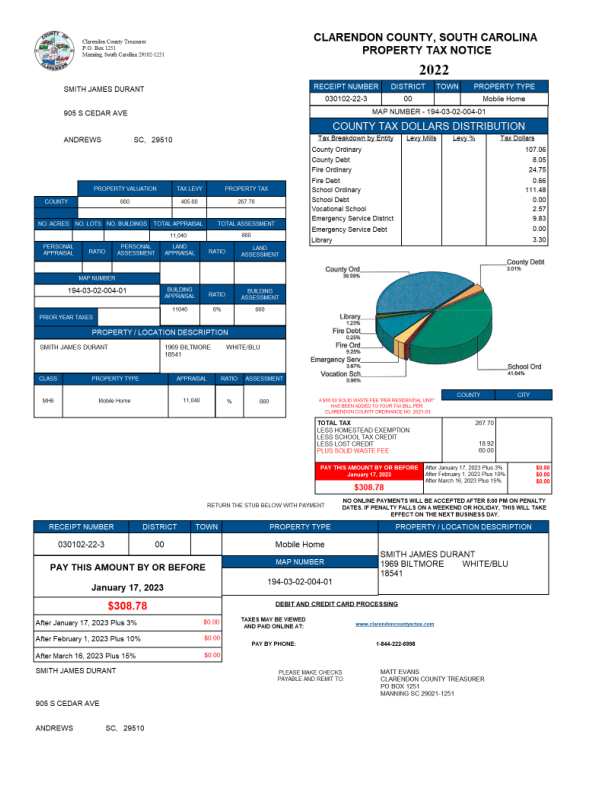 COUNTY OF
CLARENDON
Clarendon County Treasurer
P.O. Box 1251
Manning, South Carolina 29102-1251
CLARENDON COUNTY, SOUTH CAROLINA
PROPERTY TAX NOTICE
2022
SMITH JAMES DURANT
905 S CEDAR AVE
ANDREWS SC, 29510
RECEIPT NUMBER DISTRICT TOWN PROPERTY TYPE
030102-22-3 00 Mobile Home
MAP NUMBER - 194-03-02-004-01
COUNTY TAX DOLLARS DISTRIBUTION
Tax Breakdown by Entity Levy Mills Levy % Tax Dollars
County Ordinary 107.06
County Debt 8.05
Fire Ordinary 24.75
Fire Debt 0.66
School Ordinary 111.48
School Debt 0.00
Vocational School 2.57
Emergency Service District 9.83
Emergency Service Debt 0.00
Library 3.30
PROPERTY VALUATION TAX LEVY PROPERTY TAX
COUNTY 660 405.60 267.70
NO. ACRES NO. LOTS NO. BUILDINGS TOTAL APPRAISAL TOTAL ASSESSMENT
11,040 660
PERSONAL APPRAISAL RATIO PERSONAL ASSESSMENT LAND APPRAISAL RATIO LAND ASSESSMENT
MAP NUMBER
194-03-02-004-01
BUILDING APPRAISAL RATIO BUILDING ASSESSMENT
11040 6% 660
PRIOR YEAR TAXES
PROPERTY / LOCATION DESCRIPTION
SMITH JAMES DURANT 1969 BILTMORE WHITE/BLU
18541
CLASS PROPERTY TYPE APPRAISAL RATIO ASSESSMENT
MH6 Mobile Home 11,040 % 660
County Debt
3.01%
County Ord
39.99%
Library
1.23%
Fire Debt
0.25%
Fire Ord
9.25%
Emergency Serv
3.67%
Vocation Sch
0.96%
School Ord
41.64%
A $60.00 SOLID WASTE FEE "PER RESIDENTIAL UNIT"
HAS BEEN ADDED TO YOUR TAX BILL PER
CLARENDON COUNTY ORDINANCE NO. 2021-03
COUNTY CITY
TOTAL TAX 267.70
LESS HOMESTEAD EXEMPTION
LESS SCHOOL TAX CREDIT
LESS LOST CREDIT 18.92
PLUS SOLID WASTE FEE 60.00
PAY THIS AMOUNT BY OR BEFORE
January 17, 2023
$308.78
After January 17, 2023 Plus 3% $0.00
After February 1, 2023 Plus 10% $0.00
After March 16, 2023 Plus 15% $0.00
RETURN THE STUB BELOW WITH PAYMENT
NO ONLINE PAYMENTS WILL BE ACCEPTED AFTER 8:00 PM ON PENALTY
DATES. IF PENALTY FALLS ON A WEEKEND OR HOLIDAY, THIS WILL TAKE
EFFECT ON THE NEXT BUSINESS DAY.
RECEIPT NUMBER DISTRICT TOWN PROPERTY TYPE PROPERTY / LOCATION DESCRIPTION
030102-22-3 00 Mobile Home
MAP NUMBER
194-03-02-004-01
SMITH JAMES DURANT
1969 BILTMORE WHITE/BLU
18541
PAY THIS AMOUNT BY OR BEFORE
January 17, 2023
$308.78
After January 17, 2023 Plus 3% $0.00
After February 1, 2023 Plus 10% $0.00
After March 16, 2023 Plus 15% $0.00
DEBIT AND CREDIT CARD PROCESSING
TAXES MAY BE VIEWED
AND PAID ONLINE AT: www.clarendoncountysctax.com
PAY BY PHONE: 1-844-222-0998
SMITH JAMES DURANT
905 S CEDAR AVE
ANDREWS SC, 29510
PLEASE MAKE CHECKS
PAYABLE AND REMIT TO:
MATT EVANS
CLARENDON COUNTY TREASURER
PO BOX 1251
MANNING SC 29021-1251